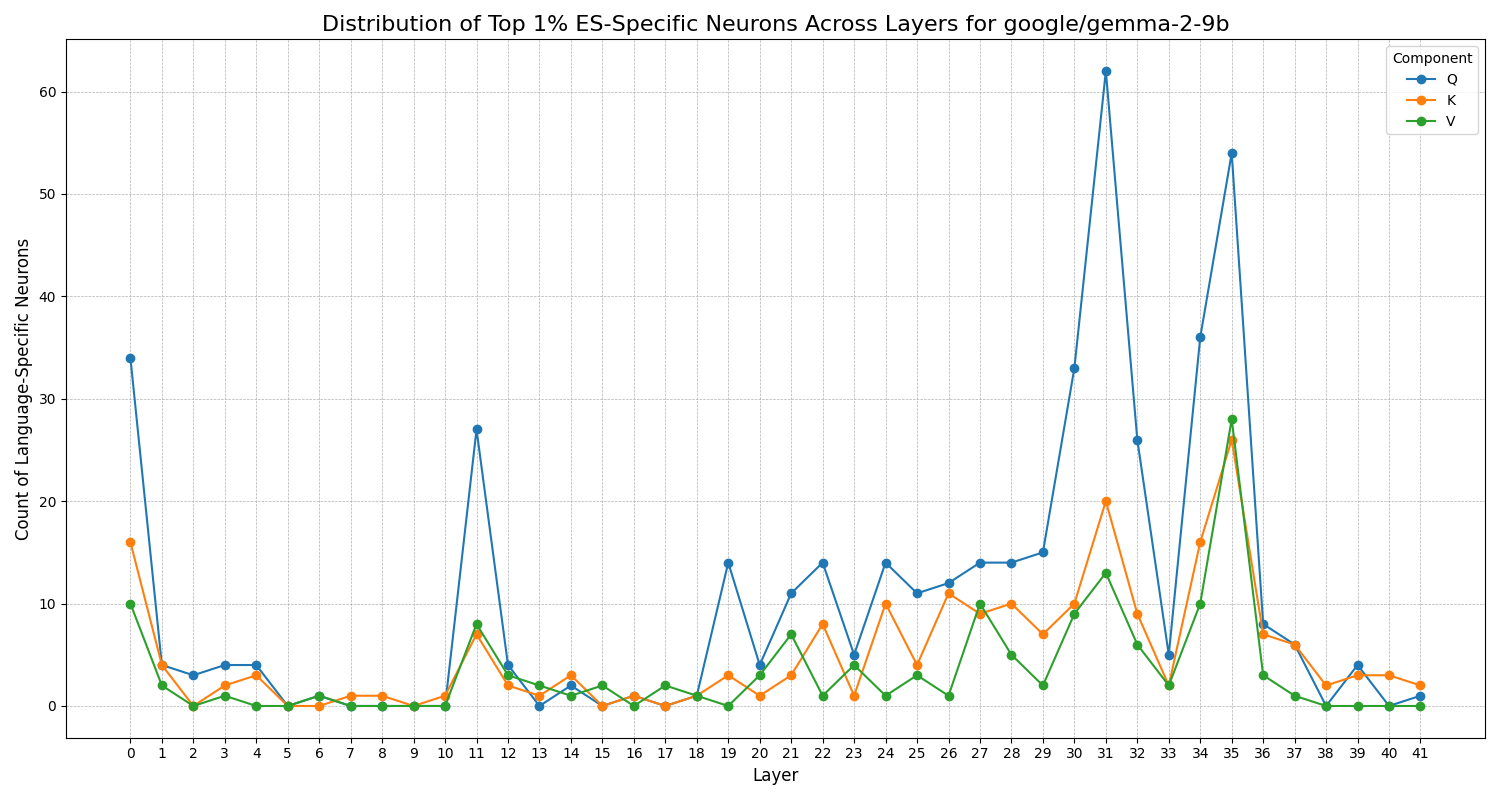 Distribution of Top 1% ES-Specific Neurons Across Layers for google/gemma-2-9b
Component
Q
K
V
Count of Language-Specific Neurons
60
50
40
30
20
10
0
0 1 2 3 4 5 6 7 8 9 10 11 12 13 14 15 16 17 18 19 20 21 22 23 24 25 26 27 28 29 30 31 32 33 34 35 36 37 38 39 40 41
Layer